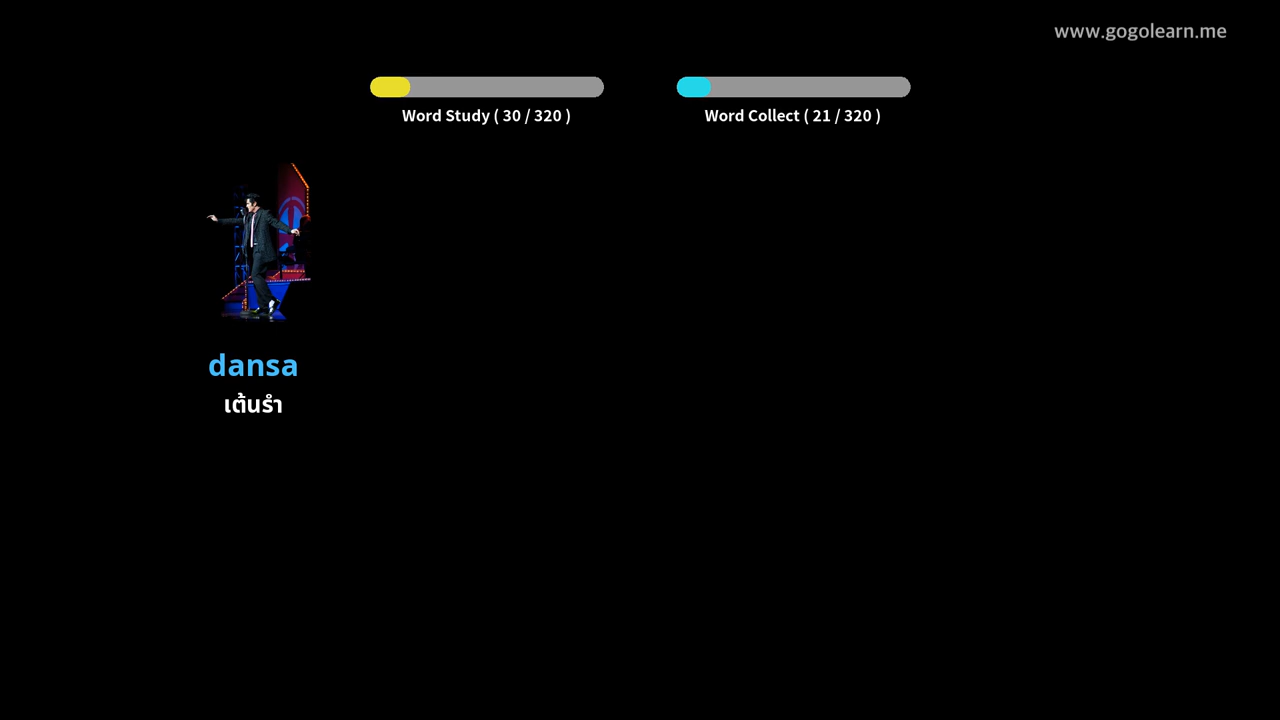 www.gogolearn.me
Word Study ( 30 / 320 )
Word Collect ( 21 / 320 )
dansa
เต้นรำ